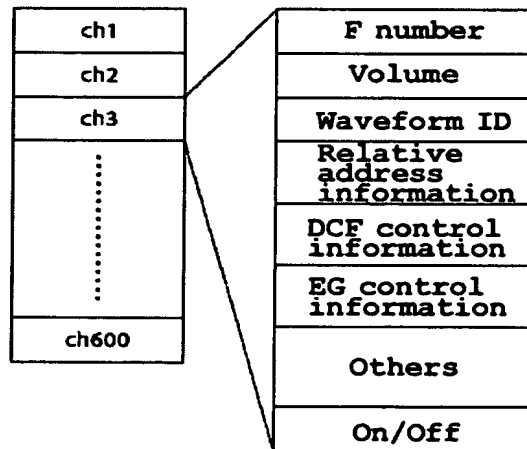 ch1
ch2
ch3
ch600
F number
Volume
Waveform ID
Relative
address
information
DCF control
information
EG control
information
Others
On/Off